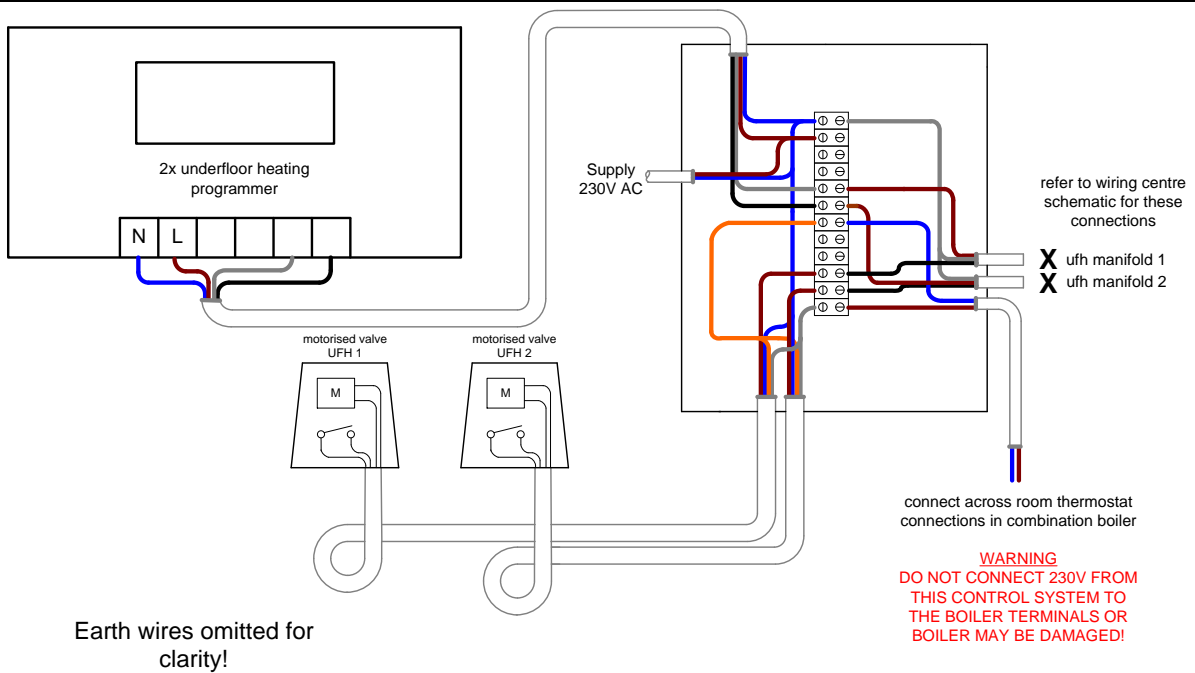 2x underfloor heating
programmer
N L
Supply
230V AC
refer to wiring centre
schematic for these
connections
X ufh manifold 1
X ufh manifold 2
motorised valve
UFH 1
M
motorised valve
UFH 2
M
connect across room thermostat
connections in combination boiler
WARNING
DO NOT CONNECT 230V FROM
THIS CONTROL SYSTEM TO
THE BOILER TERMINALS OR
BOILER MAY BE DAMAGED!
Earth wires omitted for
clarity!